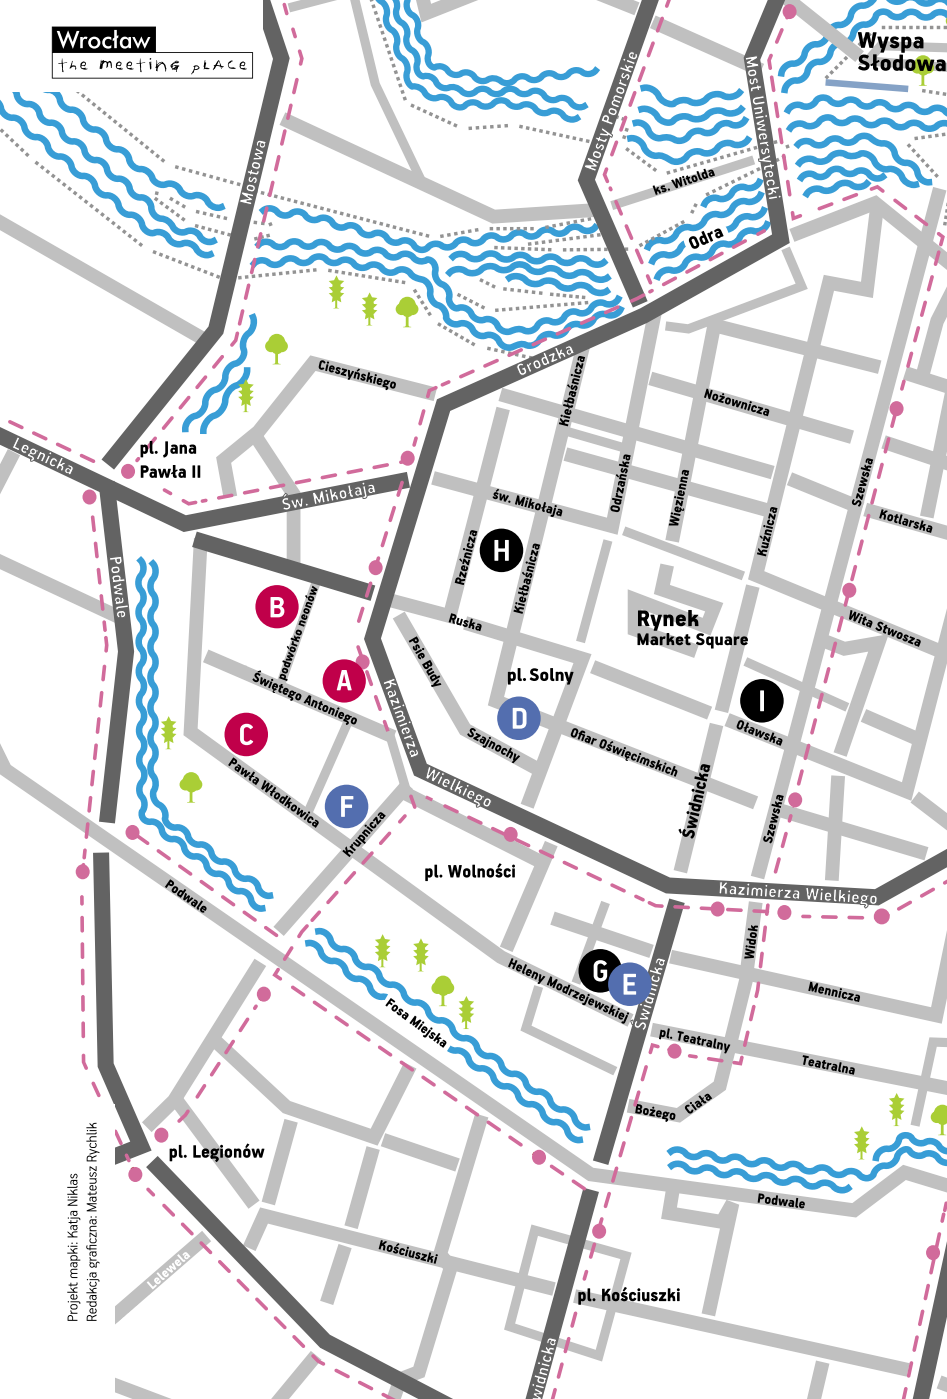 Wrocław
the meeting place
Wyspa
Słodowa
Mosty Pomorskie
Most Uniwersytecki
Mostowa
ks. Witolda
Odra
Grodzka
Cieszyńskiego
Kiełbaśnicza
Nożownicza
pl. Jana
Pawła II
Legnicka
Św. Mikołaja
św. Mikołaja
Odrzańska
Więzienna
Szewska
Kuźnicza
Kotlarska
Podwale
Rzeźnicza
H
Kiełbaśnicza
B
podwórko neonów
Ruska
Rynek
Market Square
Wita Stwosza
Psie Budy
pl. Solny
A
Świętego Antoniego
Kazimierza
D
I
Oławska
C
Szajnochy
Ofiar Oświęcimskich
Pawła Włodkowica
F
Wielkiego
Świdnicka
Krupnicza
Szewska
pl. Wolności
Kazimierza Wielkiego
Podwale
Widok
G
E
Heleny Modrzejewskiej
Świdnicka
Mennicza
Fosa Miejska
pl. Teatralny
Teatralna
Bożego Ciała
pl. Legionów
Podwale
Kościuszki
Lelewela
pl. Kościuszki
widnicka
Projekt mapki: Katja Niklas
Redakcja graficzna: Mateusz Rychlik